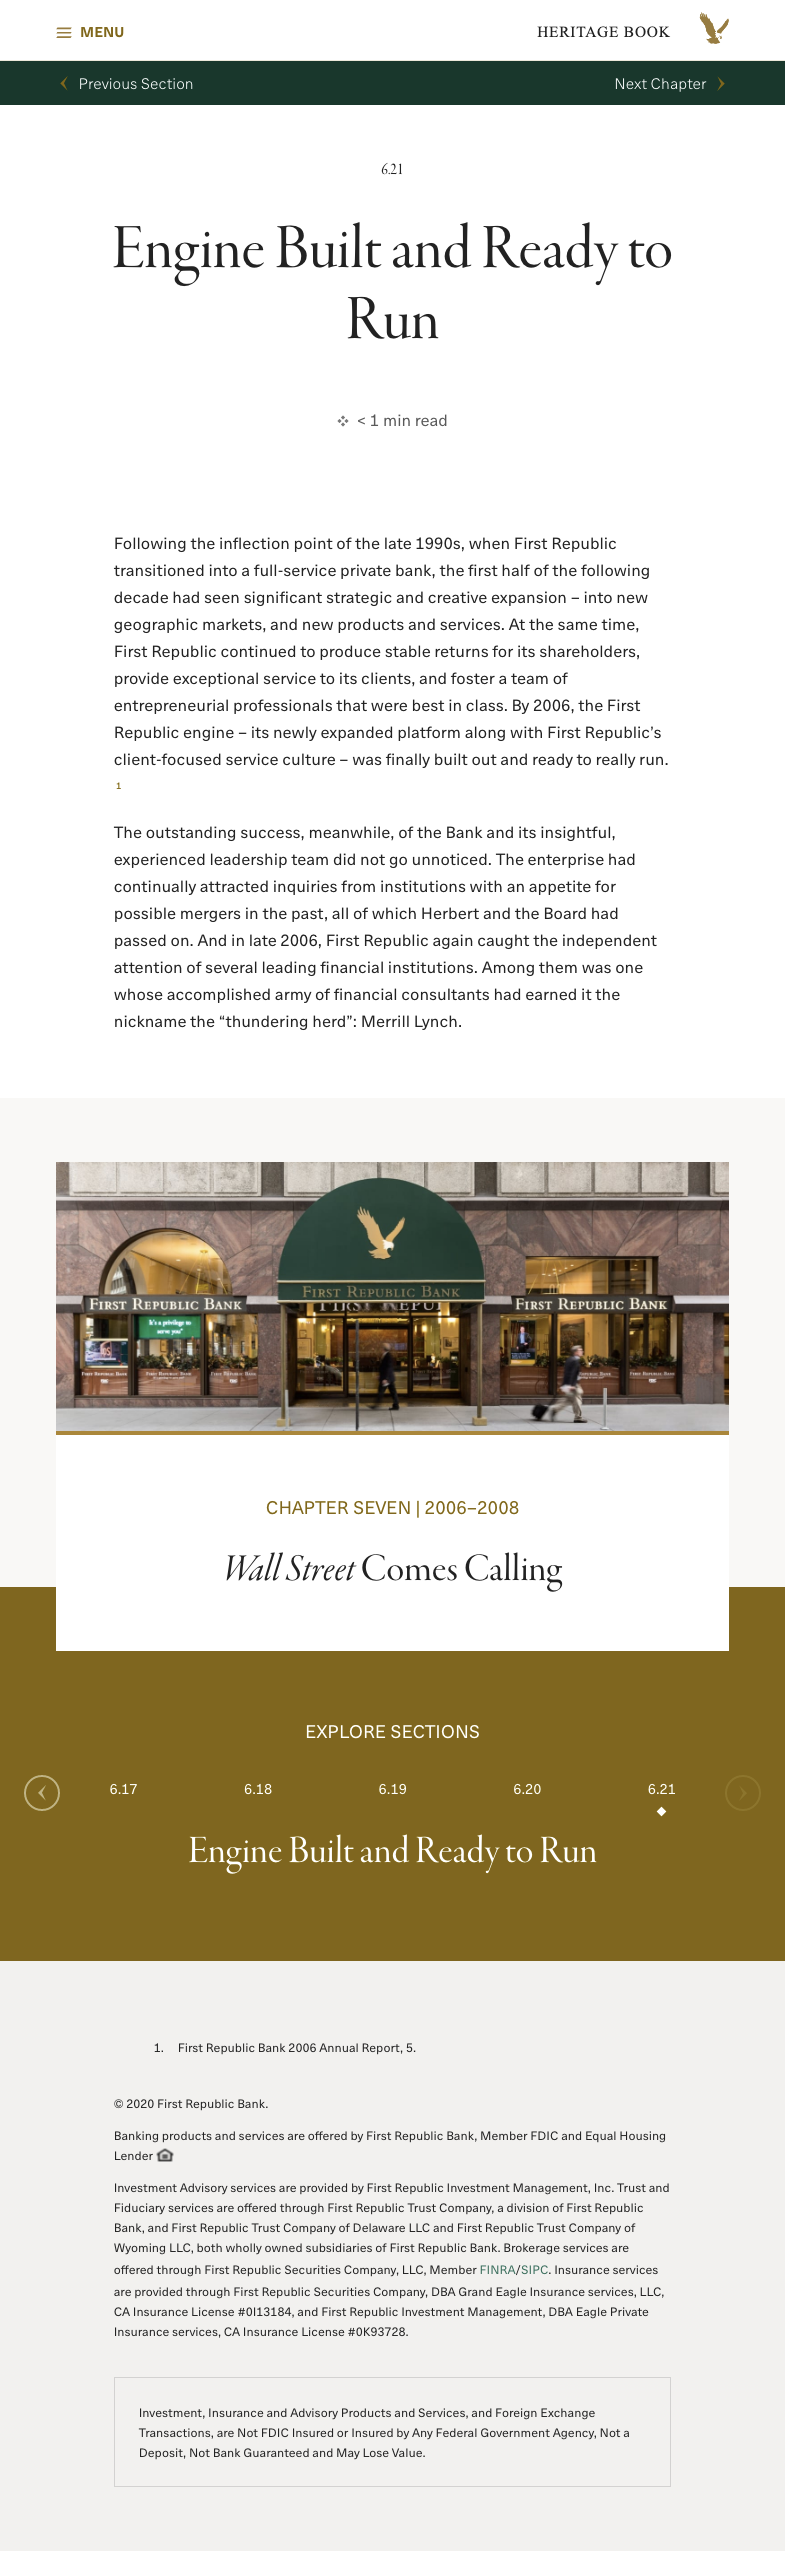 MENU
HERITAGE BOOK
Previous Section
Next Chapter
6.21
Engine Built and Ready to
Run
< 1 min read
Following the inflection point of the late 1990s, when First Republic
transitioned into a full-service private bank, the first half of the following
decade had seen significant strategic and creative expansion – into new
geographic markets, and new products and services. At the same time,
First Republic continued to produce stable returns for its shareholders,
provide exceptional service to its clients, and foster a team of
entrepreneurial professionals that were best in class. By 2006, the First
Republic engine – its newly expanded platform along with First Republic’s
client-focused service culture – was finally built out and ready to really run.
1
The outstanding success, meanwhile, of the Bank and its insightful,
experienced leadership team did not go unnoticed. The enterprise had
continually attracted inquiries from institutions with an appetite for
possible mergers in the past, all of which Herbert and the Board had
passed on. And in late 2006, First Republic again caught the independent
attention of several leading financial institutions. Among them was one
whose accomplished army of financial consultants had earned it the
nickname the “thundering herd”: Merrill Lynch.
FIRST REPUBLIC BANK
FIRST REPUBLIC BANK
FIRST REPUBLIC BANK
It's a privilege to
serve you
FIRST REPUBLIC BANK
FIRST REPUBLIC BANK
FIRST REPUBLIC BANK
CHAPTER SEVEN | 2006–2008
Wall Street Comes Calling
EXPLORE SECTIONS
6.17
6.18
6.19
6.20
6.21
Engine Built and Ready to Run
1. First Republic Bank 2006 Annual Report, 5.
© 2020 First Republic Bank.
Banking products and services are offered by First Republic Bank, Member FDIC and Equal Housing
Lender
Investment Advisory services are provided by First Republic Investment Management, Inc. Trust and
Fiduciary services are offered through First Republic Trust Company, a division of First Republic
Bank, and First Republic Trust Company of Delaware LLC and First Republic Trust Company of
Wyoming LLC, both wholly owned subsidiaries of First Republic Bank. Brokerage services are
offered through First Republic Securities Company, LLC, Member FINRA/SIPC. Insurance services
are provided through First Republic Securities Company, DBA Grand Eagle Insurance services, LLC,
CA Insurance License #0I13184, and First Republic Investment Management, DBA Eagle Private
Insurance services, CA Insurance License #0K93728.
Investment, Insurance and Advisory Products and Services, and Foreign Exchange
Transactions, are Not FDIC Insured or Insured by Any Federal Government Agency, Not a
Deposit, Not Bank Guaranteed and May Lose Value.